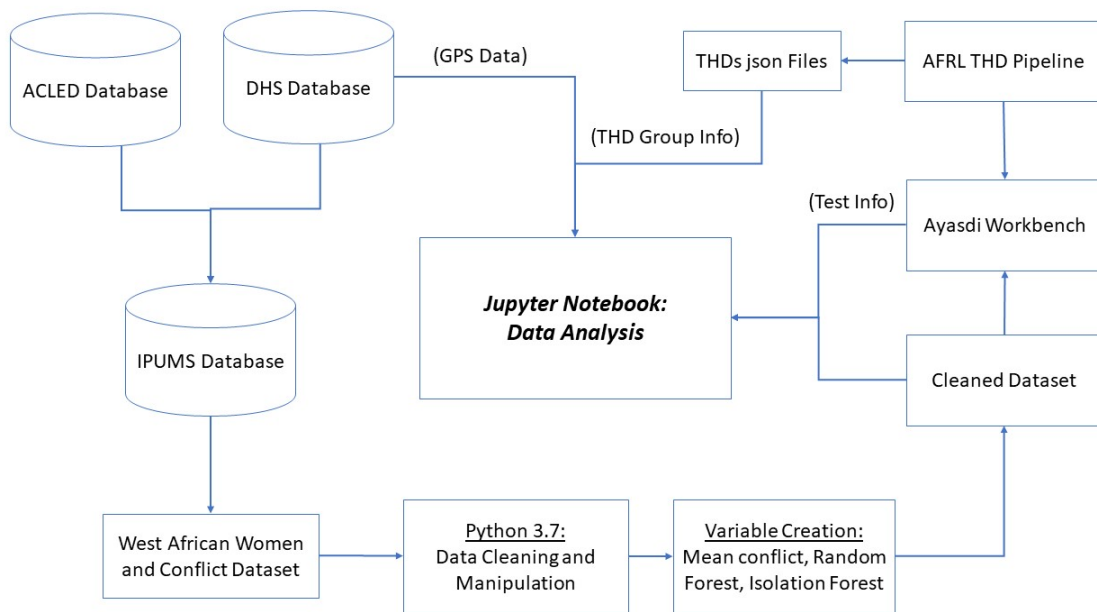 ACLED Database
DHS Database
(GPS Data)
THDs json Files
AFRL THD Pipeline
(THD Group Info)
(Test Info)
Ayasdi Workbench
Jupyter Notebook:
Data Analysis
IPUMS Database
Cleaned Dataset
West African Women
and Conflict Dataset
Python 3.7:
Data Cleaning and
Manipulation
Variable Creation:
Mean conflict, Random
Forest, Isolation Forest